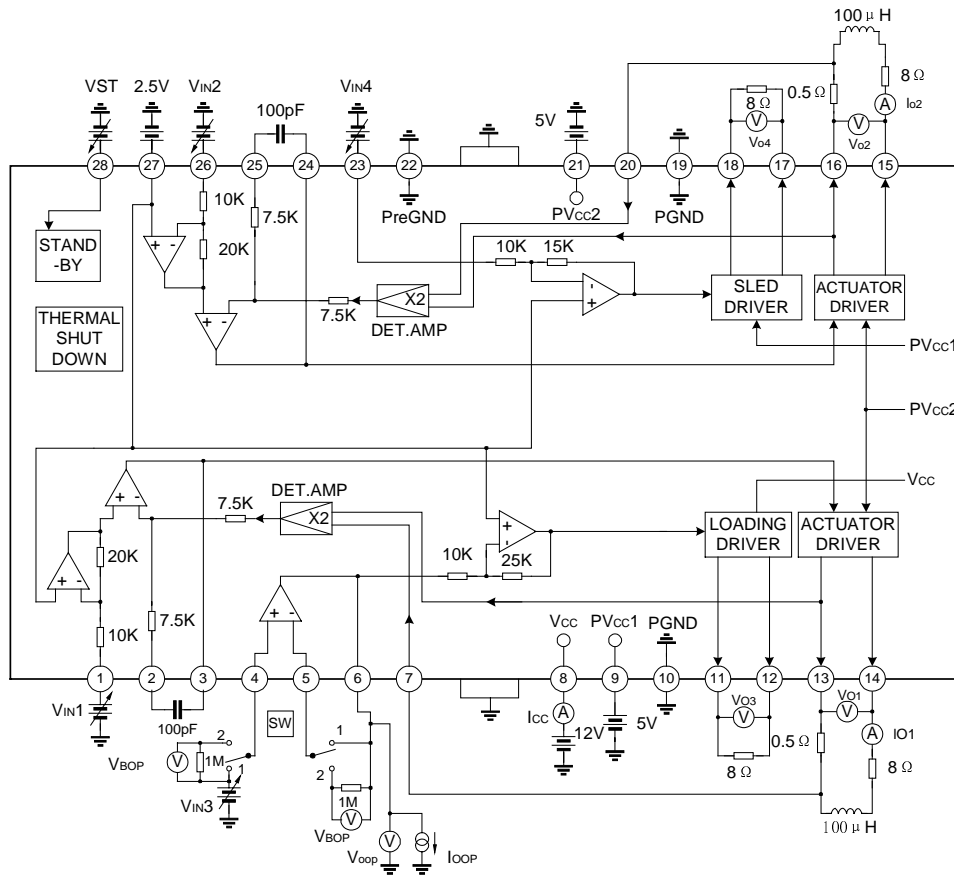 100 μ H
8 Ω
0.5 Ω
A
Io2
VST
2.5V
VIN2
100pF
VIN4
5V
8 Ω
V
Vo4
V
Vo2
28
27
26
25
24
23
22
21
20
19
18
17
16
15
10K
7.5K
PreGND
PVcc2
PGND
STAND
-BY
+ -
20K
10K
15K
SLED
DRIVER
ACTUATOR
DRIVER
+ -
7.5K
X2
DET.AMP
-
+
THERMAL
SHUT
DOWN
PVcc1
PVcc2
+ -
7.5K
DET.AMP
X2
Vcc
LOADING
DRIVER
ACTUATOR
DRIVER
+ -
20K
10K
25K
+
-
10K
7.5K
+ -
Vcc
PVcc1
PGND
1
2
3
4
5
6
7
8
9
10
11
12
13
14
VIN1
100pF
SW
ICC
A
12V
5V
VO3
V
8 Ω
VO1
V
0.5 Ω
A
IO1
8 Ω
100 μ H
VBOP
V
1M
2
1
VIN3
1
2
1M
V
VBOP
Voop
V
IOOP